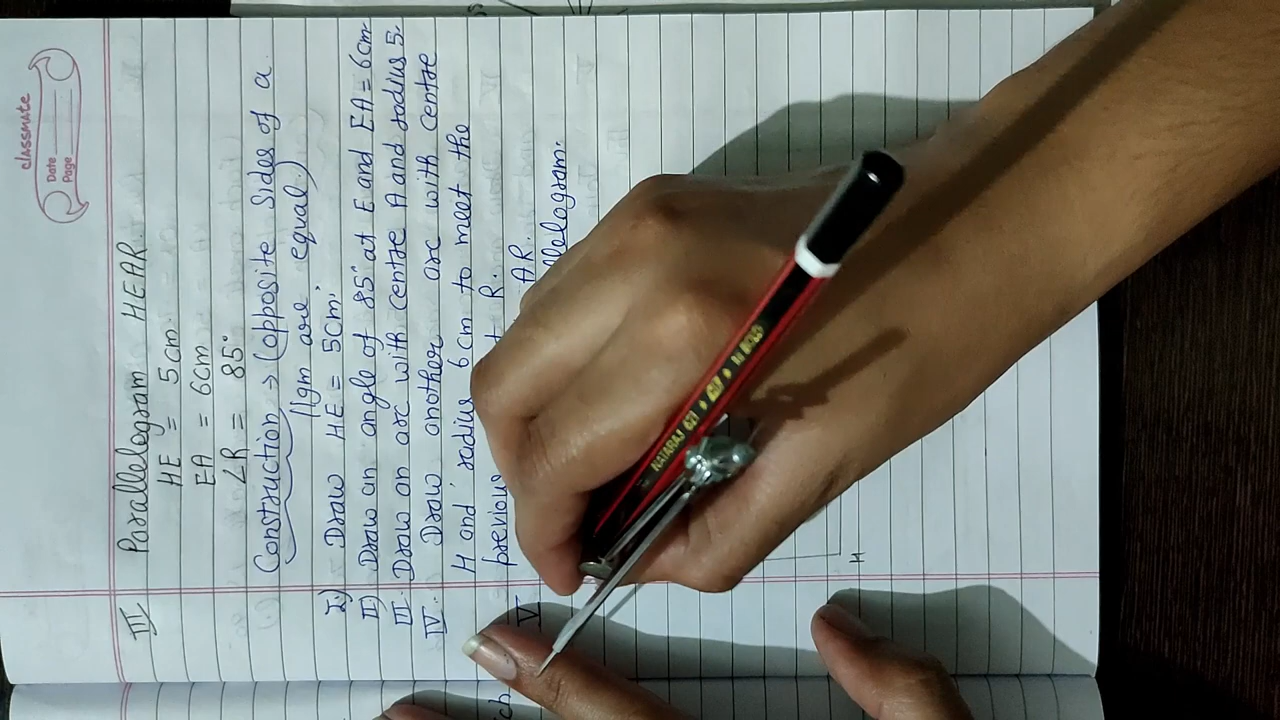 classmate
Date
Page
III Parallelogram HEAR.
HE = 5cm.
EA = 6cm
∠R = 85°
Construction → (opposite sides of a
llgm are equal.)
I) Draw HE = 5cm.
II) Draw an angle of 85° at E and EA = 6cm
III. Draw an arc with centre A and radius 5.
IV. Draw another arc with centre
H and radius 6cm to meet the
previous R.
V AR.
allelogram.
H
NATARAJ 621